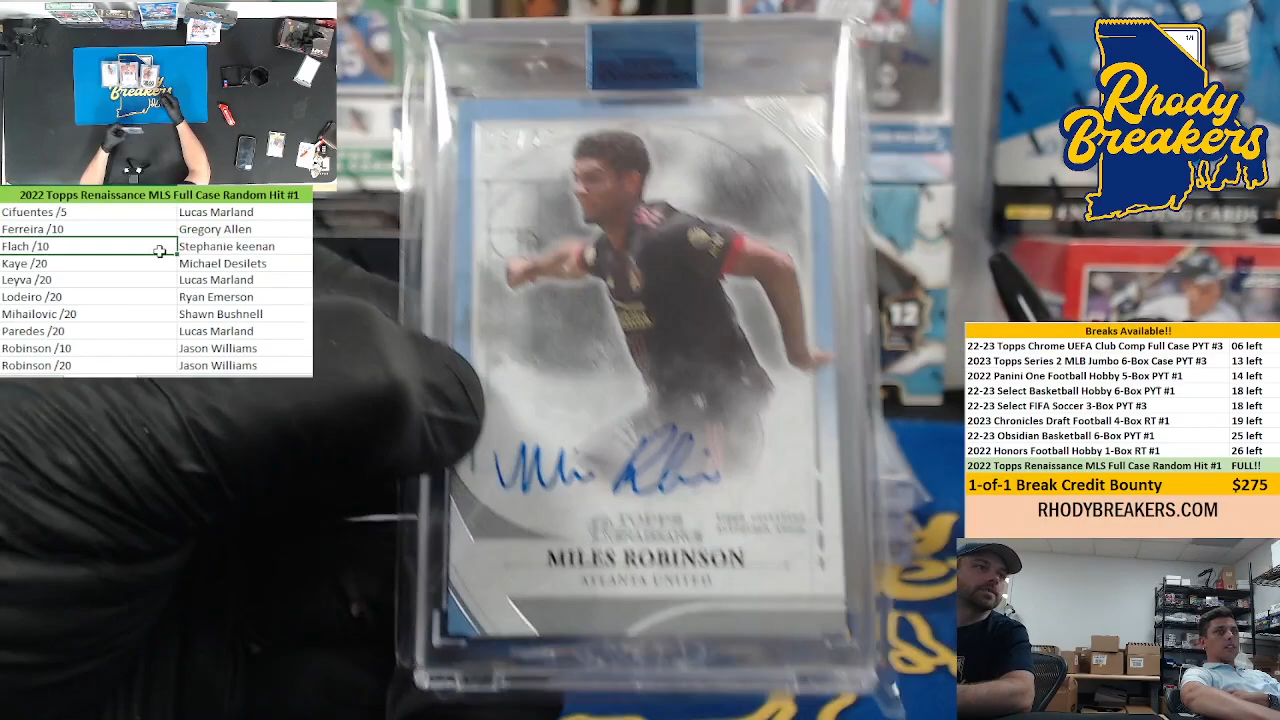 Breakers
2022 Topps Renaissance MLS Full Case Random Hit #1
Cifuentes /5 Lucas Marland
Ferreira /10 Gregory Allen
Flach /10 Stephanie keenan
Kaye /20 Michael Desilets
Leyva /20 Lucas Marland
Lodeiro /20 Ryan Emerson
Mihailovic /20 Shawn Bushnell
Paredes /20 Lucas Marland
Robinson /10 Jason Williams
Robinson /20 Jason Williams
TOPPS
RENAISSANCE
MILES ROBINSON
ATLANTA UNITED
12
1/1
Rhody
Breakers
Breaks Available!!
22-23 Topps Chrome UEFA Club Comp Full Case PYT #3 06 left
2023 Topps Series 2 MLB Jumbo 6-Box Case PYT #3 13 left
2022 Panini One Football Hobby 5-Box PYT #1 14 left
22-23 Select Basketball Hobby 6-Box PYT #1 18 left
22-23 Select FIFA Soccer 3-Box PYT #3 18 left
2023 Chronicles Draft Football 4-Box RT #1 19 left
22-23 Obsidian Basketball 6-Box PYT #1 25 left
2022 Honors Football Hobby 1-Box RT #1 26 left
2022 Topps Renaissance MLS Full Case Random Hit #1 FULL!!
1-of-1 Break Credit Bounty $275
RHODYBREAKERS.COM